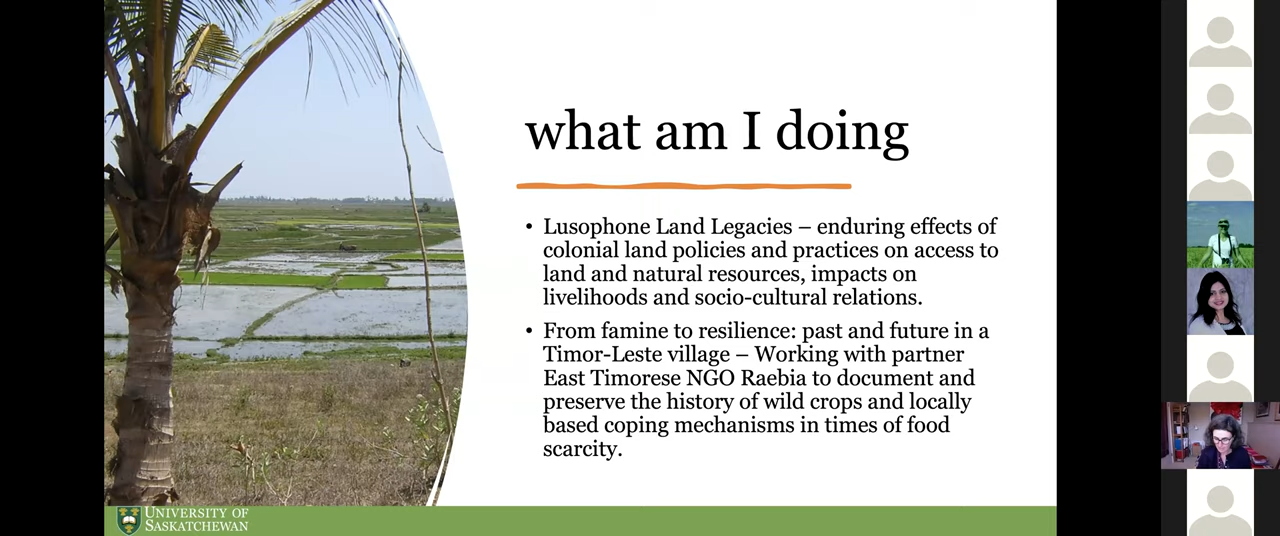 what am I doing
• Lusophone Land Legacies – enduring effects of
colonial land policies and practices on access to
land and natural resources, impacts on
livelihoods and socio-cultural relations.
• From famine to resilience: past and future in a
Timor-Leste village – Working with partner
East Timorese NGO Raebia to document and
preserve the history of wild crops and locally
based coping mechanisms in times of food
scarcity.
UNIVERSITY OF
SASKATCHEWAN